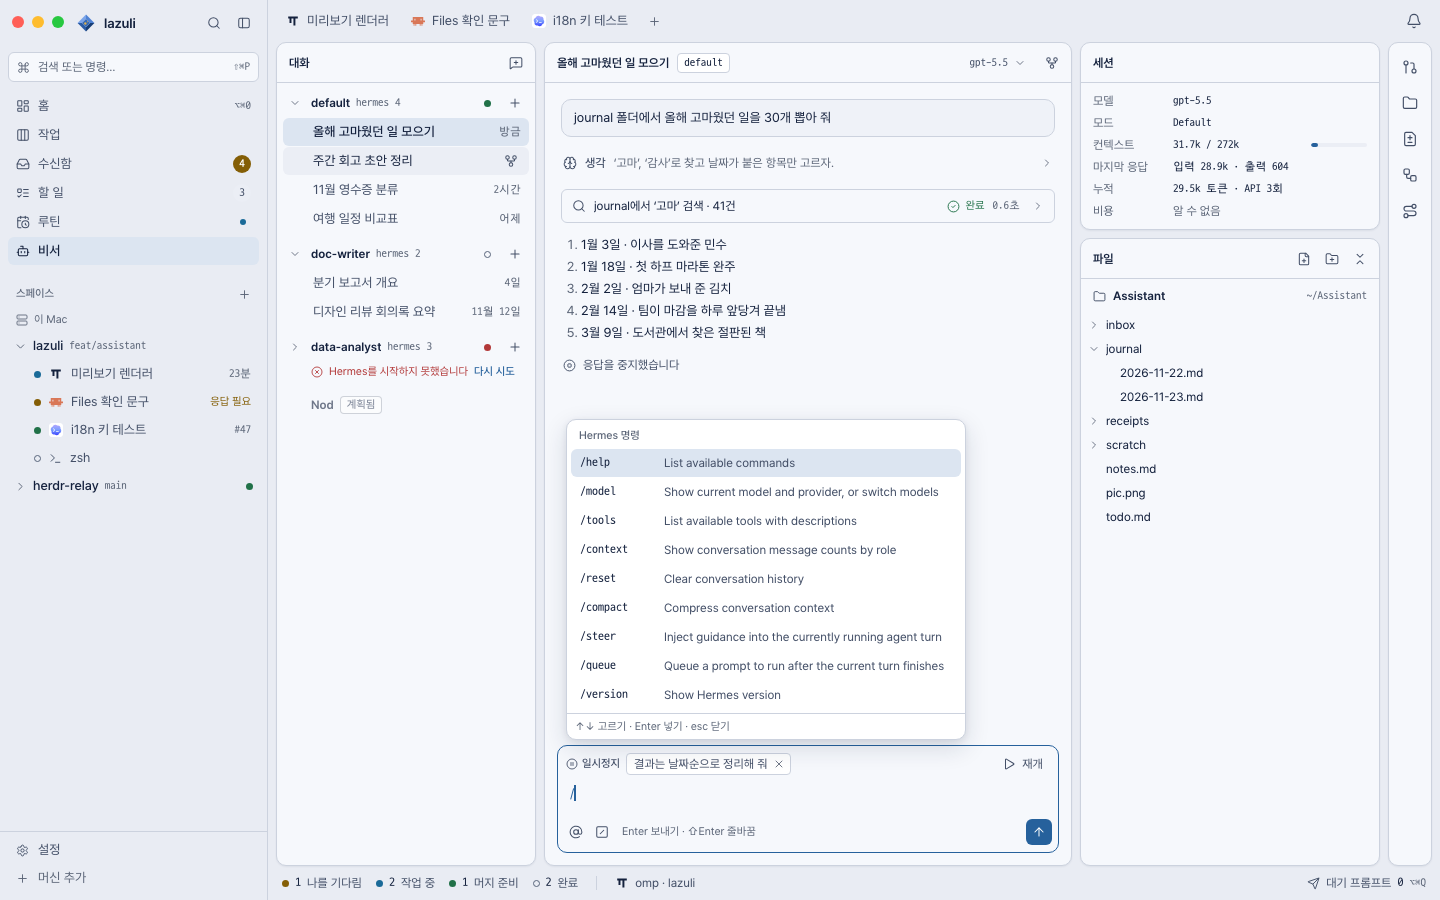 lazuli
검색 또는 명령… ⇧⌘P
홈 ⌥⌘0
작업
수신함 4
할 일 3
루틴
비서
스페이스
이 Mac
lazuli feat/assistant
미리보기 렌더러 23분
Files 확인 문구 응답 필요
i18n 키 테스트 #47
zsh
herdr-relay main
설정
머신 추가
미리보기 렌더러 Files 확인 문구 i18n 키 테스트
대화
default hermes 4
올해 고마웠던 일 모으기 방금
주간 회고 초안 정리
11월 영수증 분류 2시간
여행 일정 비교표 어제
doc-writer hermes 2
분기 보고서 개요 4일
디자인 리뷰 회의록 요약 11월 12일
data-analyst hermes 3
Hermes를 시작하지 못했습니다 다시 시도
Nod 계획됨
올해 고마웠던 일 모으기 default gpt-5.5
journal 폴더에서 올해 고마웠던 일을 30개 뽑아 줘
생각 ‘고마’, ‘감사’로 찾고 날짜가 붙은 항목만 고르자.
journal에서 ‘고마’ 검색 · 41건 완료 0.6초
1. 1월 3일 · 이사를 도와준 민수
2. 1월 18일 · 첫 하프 마라톤 완주
3. 2월 2일 · 엄마가 보내 준 김치
4. 2월 14일 · 팀이 마감을 하루 앞당겨 끝냄
5. 3월 9일 · 도서관에서 찾은 절판된 책
응답을 중지했습니다
Hermes 명령
/help List available commands
/model Show current model and provider, or switch models
/tools List available tools with descriptions
/context Show conversation message counts by role
/reset Clear conversation history
/compact Compress conversation context
/steer Inject guidance into the currently running agent turn
/queue Queue a prompt to run after the current turn finishes
/version Show Hermes version
↑↓ 고르기 · Enter 넣기 · esc 닫기
일시정지 결과는 날짜순으로 정리해 줘 재개
/
Enter 보내기 · ⇧Enter 줄바꿈
세션
모델 gpt-5.5
모드 Default
컨텍스트 31.7k / 272k
마지막 응답 입력 28.9k · 출력 604
누적 29.5k 토큰 · API 3회
비용 알 수 없음
파일
Assistant ~/Assistant
inbox
journal
2026-11-22.md
2026-11-23.md
receipts
scratch
notes.md
pic.png
todo.md
1 나를 기다림 2 작업 중 1 머지 준비 2 완료 omp · lazuli 대기 프롬프트 0 ⌥⌘Q